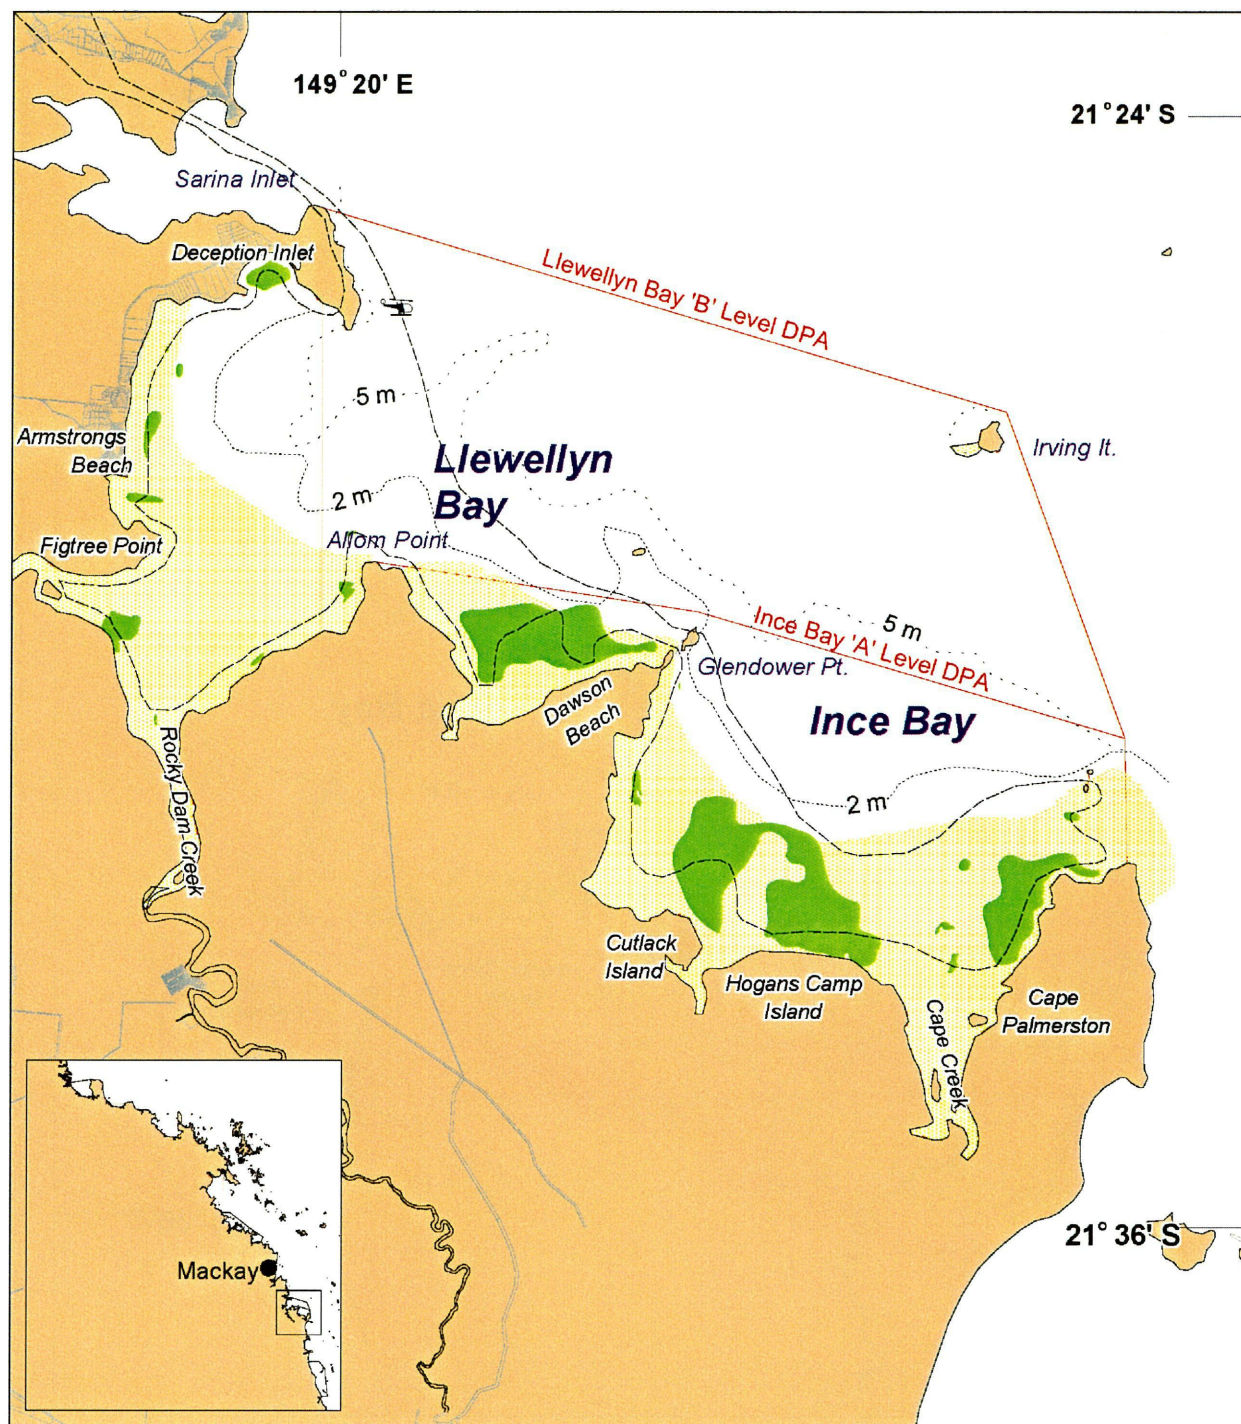 149° 20' E
21° 24' S
Sarina Inlet
Deception Inlet
Llewellyn Bay 'B' Level DPA
5 m
Armstrongs
Beach
Llewellyn
Bay
Irving It.
2 m
Allom Point
Figtree Point
5 m
Ince Bay 'A' Level DPA
Glendower Pt.
Dawson
Beach
Ince Bay
Rocky Dam Creek
2 m
Cutlack
Island
Hogans Camp
Island
Cape Creek
Cape
Palmerston
21° 36' S
Mackay